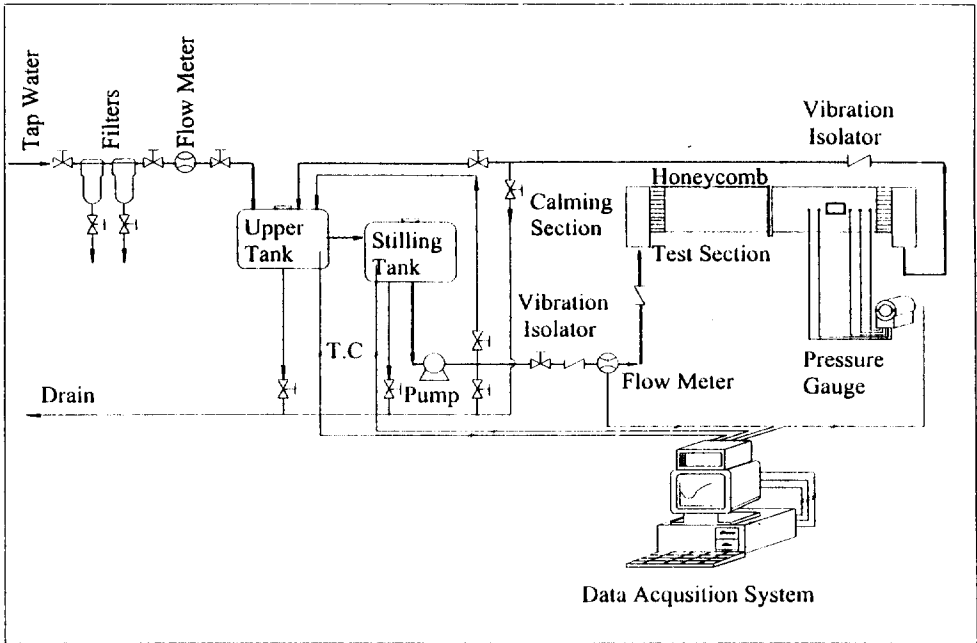 Tap Water
Filters
Flow Meter
Vibration
Isolator
Honeycomb
Calming
Section
Upper
Tank
Stilling
Tank
Test Section
Vibration
Isolator
T.C
Pressure
Gauge
Flow Meter
Pump
Drain
Data Acqusition System